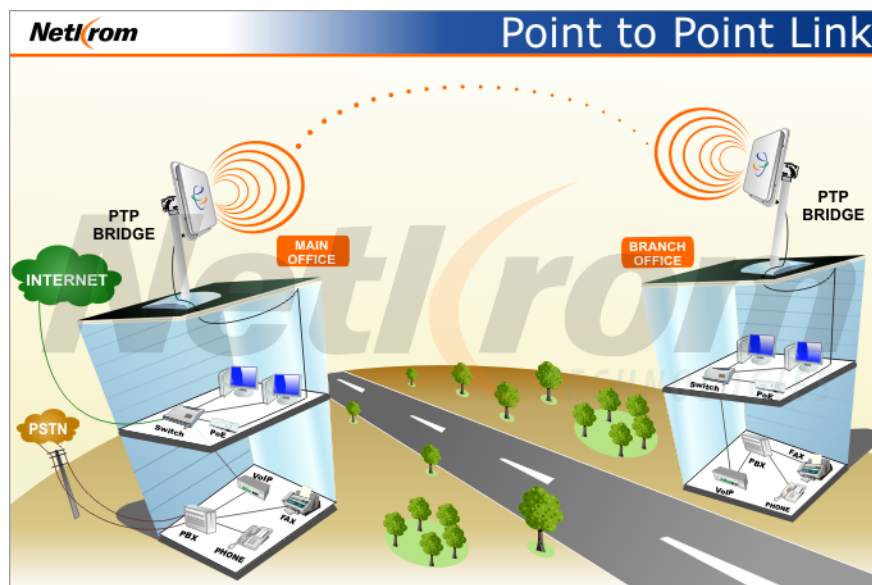 Netkrom
Point to Point Link
PTP
BRIDGE
MAIN
OFFICE
BRANCH
OFFICE
PTP
BRIDGE
INTERNET
Switch
PoE
PSTN
VoIP
FAX
PBX
PHONE
Switch
PoE
PBX
FAX
VoIP
PHONE
Netkrom
TECHNOLOGIES